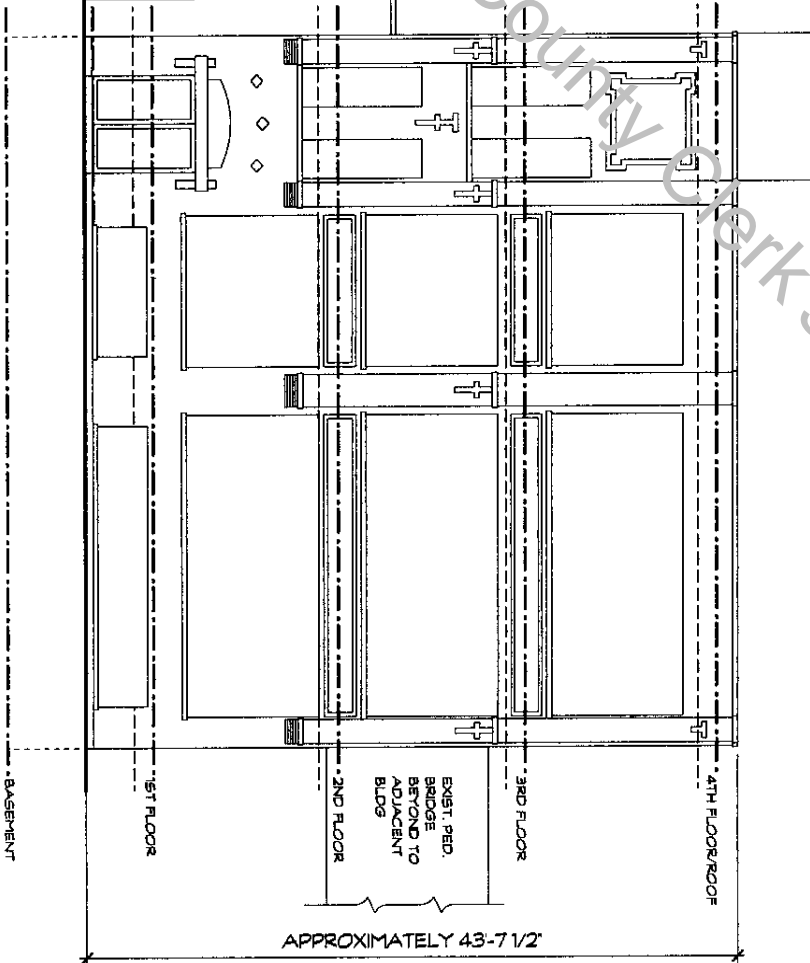 County Clerk's
4TH FLOOR/ROOF
3RD FLOOR
EXIST. PED.
BRIDGE
BEYOND TO
ADJACENT
BLDG
2ND FLOOR
1ST FLOOR
BASEMENT
APPROXIMATELY 43'-7 1/2"